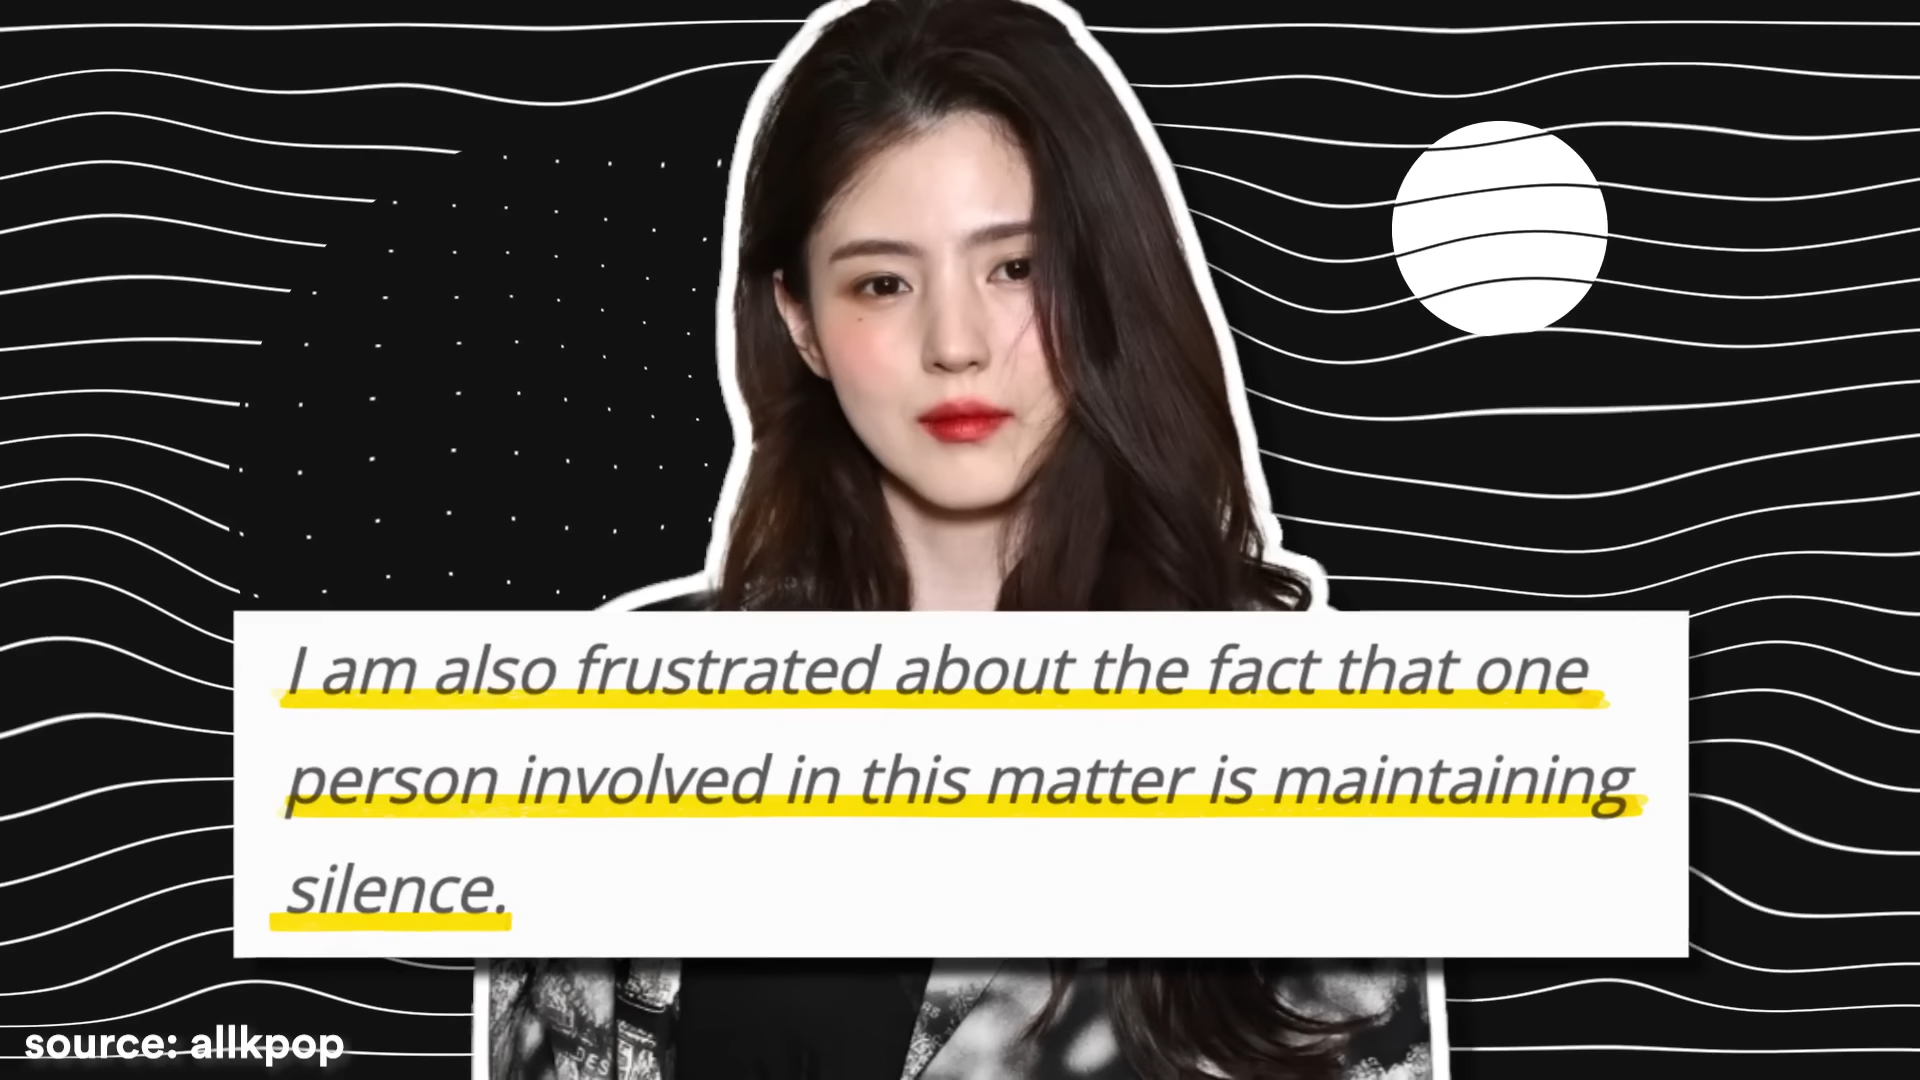 I am also frustrated about the fact that one
person involved in this matter is maintaining
silence.
source: allkpop